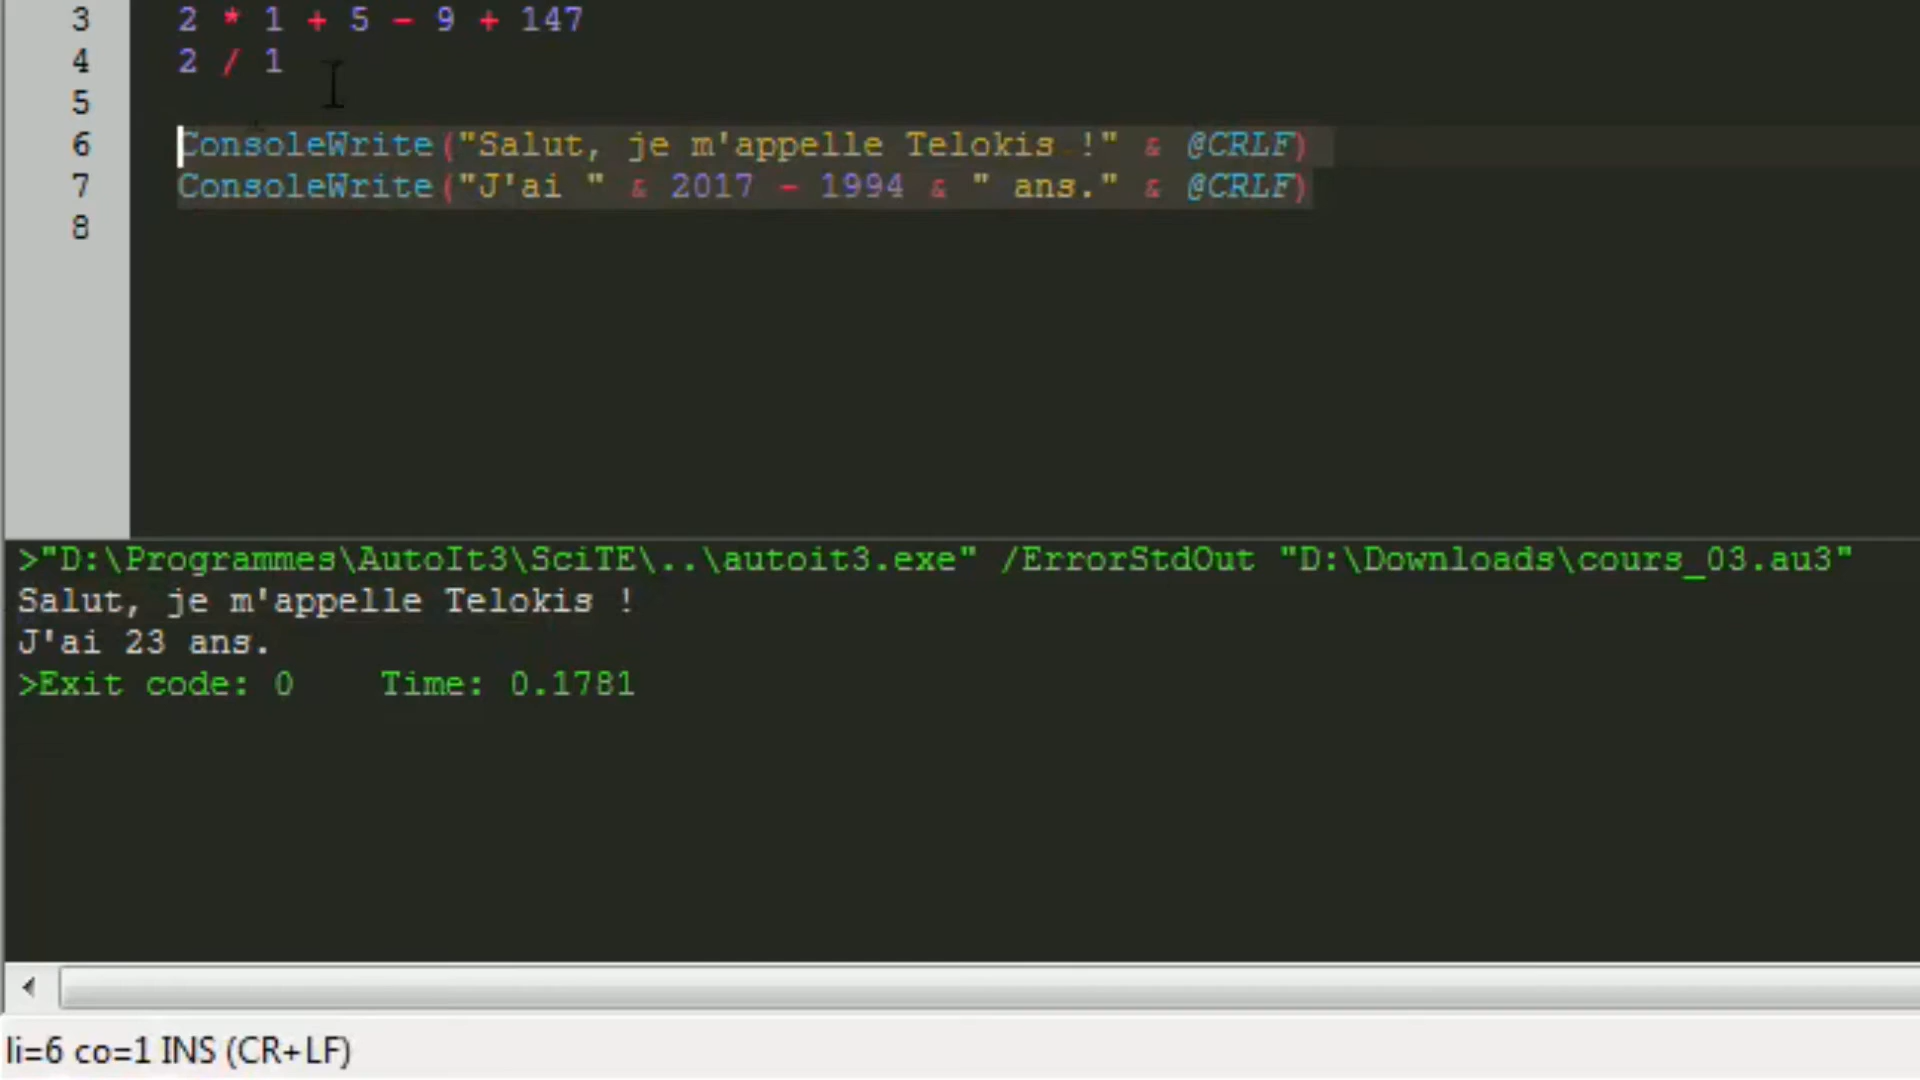 3 2 * 1 + 5 - 9 + 147
4 2 / 1
5
6 ConsoleWrite("Salut, je m'appelle Telokis !" & @CRLF)
7 ConsoleWrite("J'ai " & 2017 - 1994 & " ans." & @CRLF)
8
>"D:\Programmes\AutoIt3\SciTE\..\autoit3.exe" /ErrorStdOut "D:\Downloads\cours_03.au3"
Salut, je m'appelle Telokis !
J'ai 23 ans.
>Exit code: 0    Time: 0.1781
li=6 co=1 INS (CR+LF)